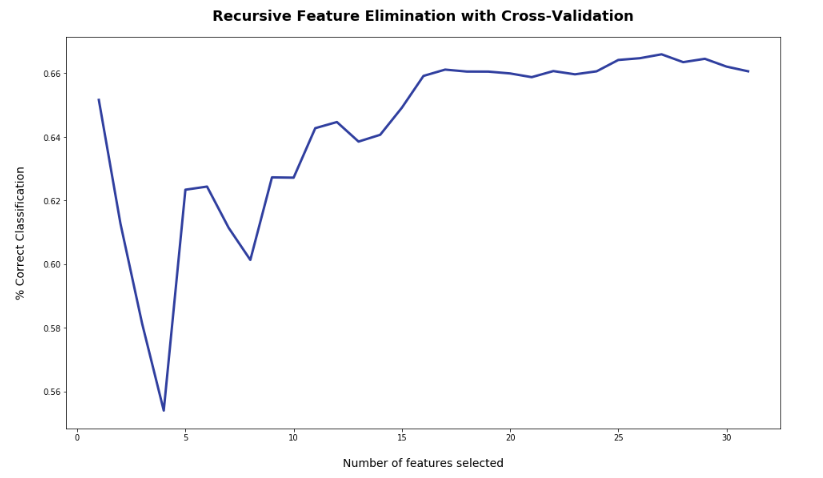 Recursive Feature Elimination with Cross-Validation
% Correct Classification
0.66
0.64
0.62
0.60
0.58
0.56
0 5 10 15 20 25 30
Number of features selected